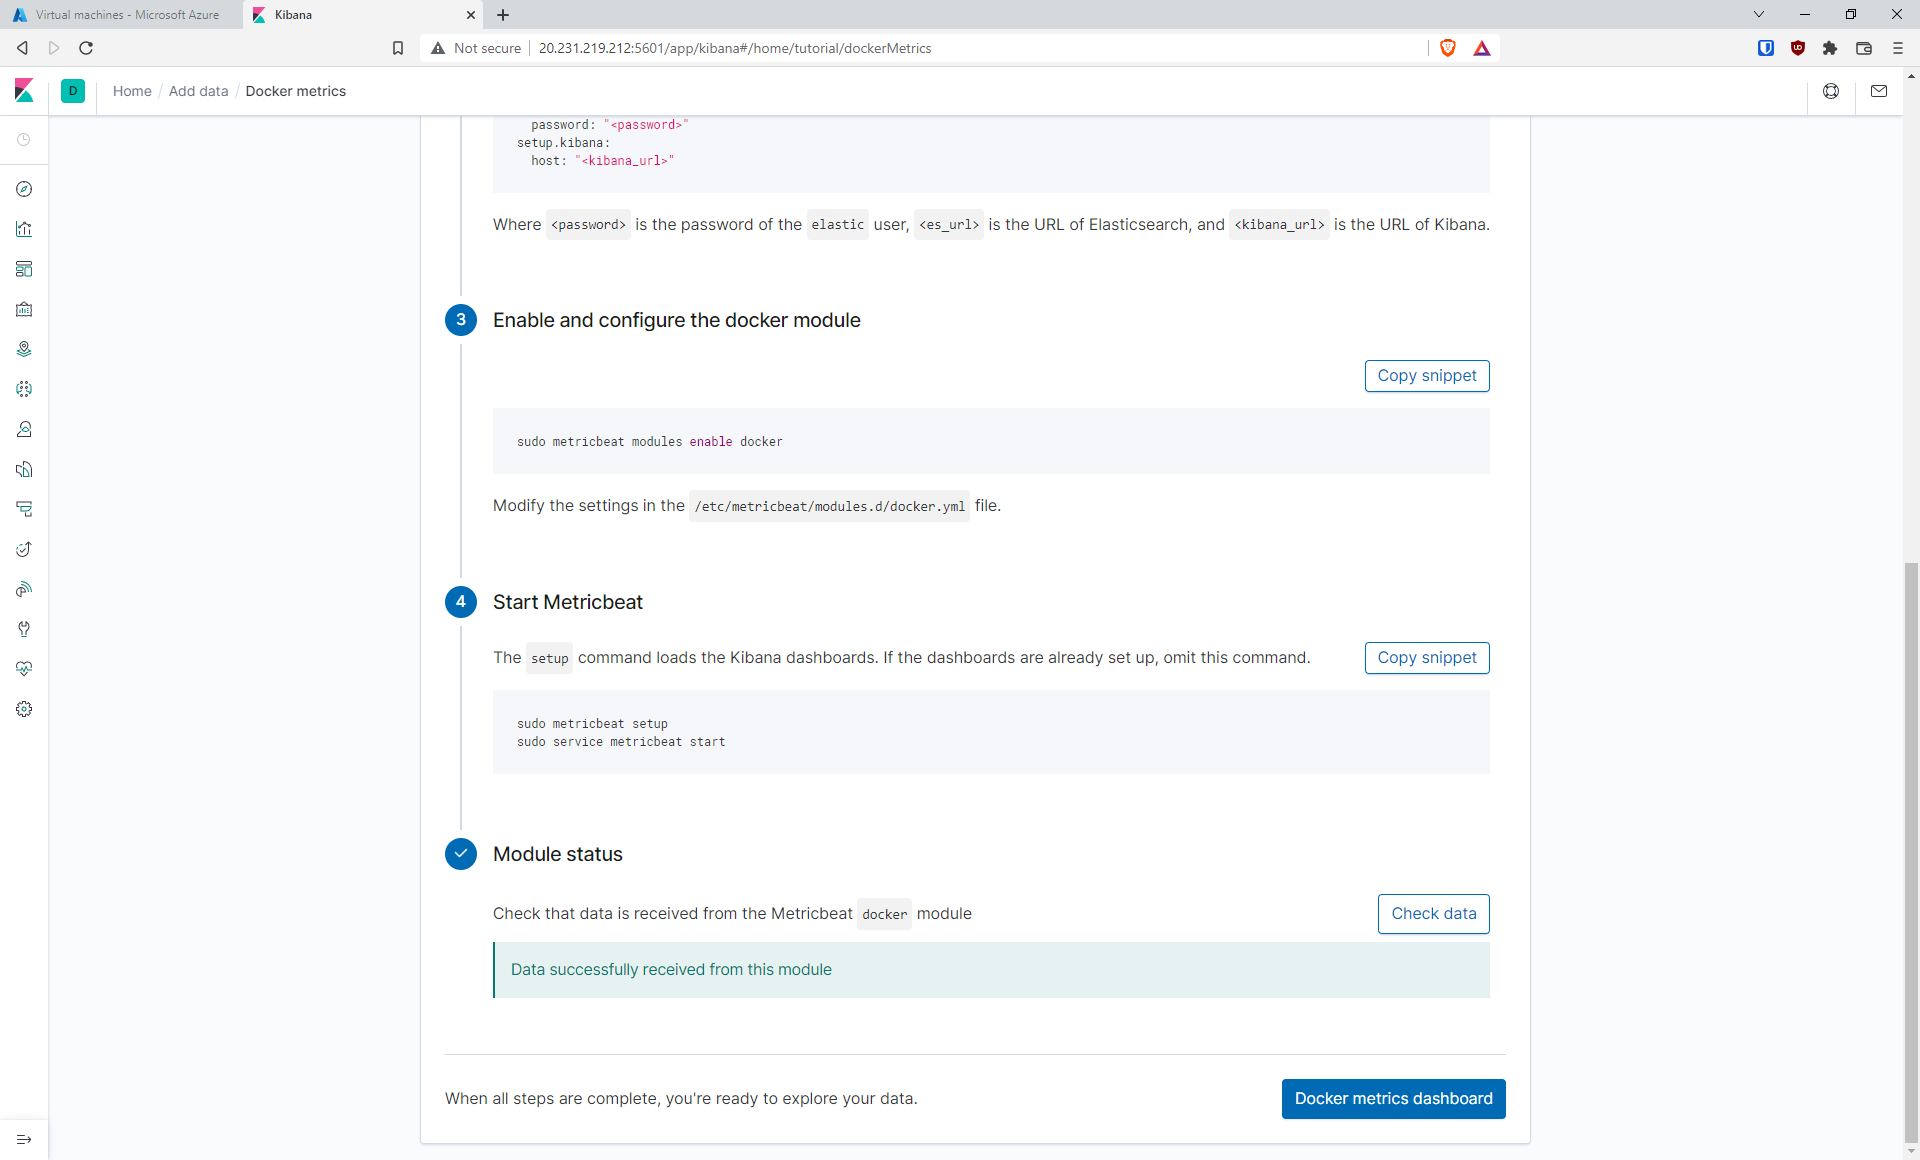 Virtual machines - Microsoft Azure
Kibana
Not secure
20.231.219.212:5601/app/kibana#/home/tutorial/dockerMetrics
D
Home / Add data / Docker metrics
password: "<password>"
setup.kibana:
host: "<kibana_url>"
Where <password> is the password of the elastic user, <es_url> is the URL of Elasticsearch, and <kibana_url> is the URL of Kibana.
3 Enable and configure the docker module
Copy snippet
sudo metricbeat modules enable docker
Modify the settings in the /etc/metricbeat/modules.d/docker.yml file.
4 Start Metricbeat
The setup command loads the Kibana dashboards. If the dashboards are already set up, omit this command.
Copy snippet
sudo metricbeat setup
sudo service metricbeat start
Module status
Check that data is received from the Metricbeat docker module
Check data
Data successfully received from this module
When all steps are complete, you're ready to explore your data.
Docker metrics dashboard